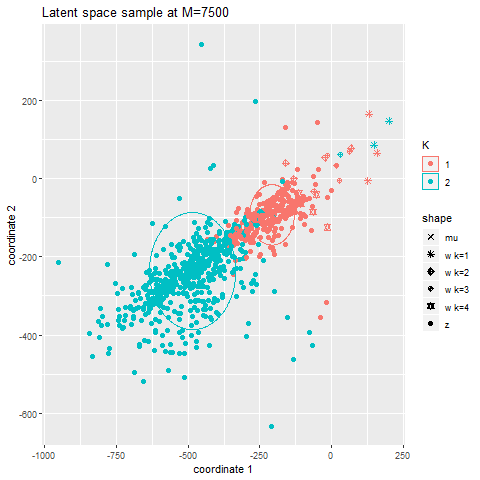 Latent space sample at M=7500
200
0
-200
-400
-600
coordinate 2
-1000
-750
-500
-250
0
250
coordinate 1
K
1
2
shape
mu
w k=1
w k=2
w k=3
w k=4
z